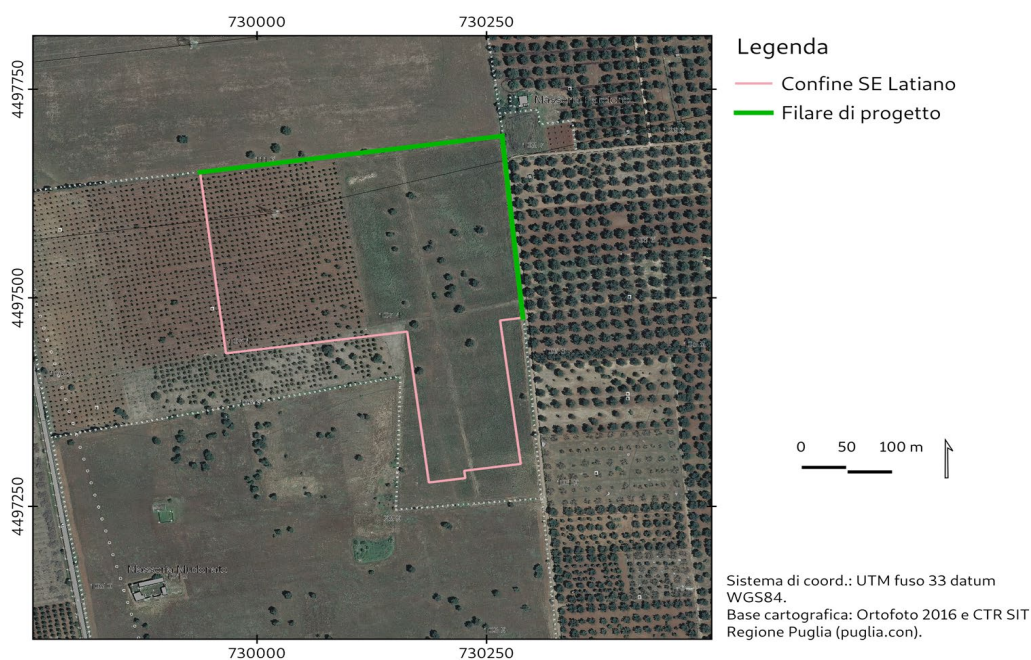 730000
730250
Legenda
4497750
Confine SE Latiano
Filare di progetto
4497500
0 50 100 m
4497250
Sistema di coord.: UTM fuso 33 datum
WGS84.
Base cartografica: Ortofoto 2016 e CTR SIT
Regione Puglia (puglia.con).
730000
730250